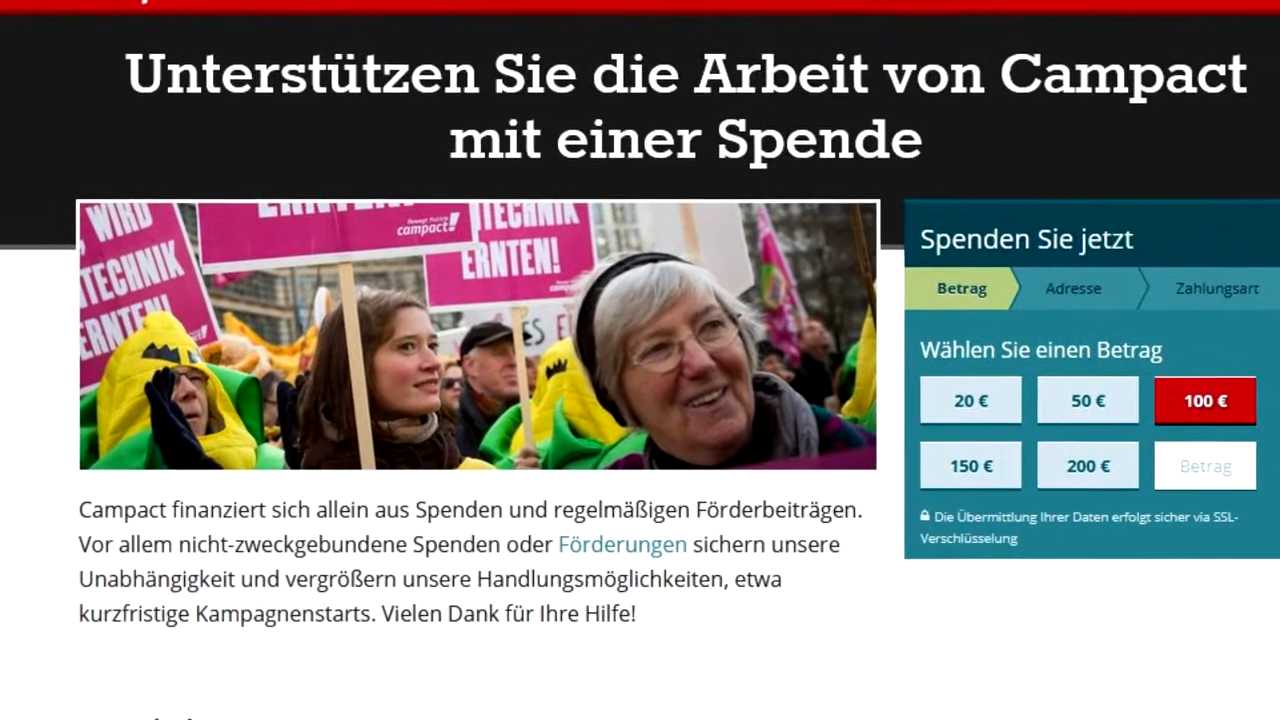 Unterstützen Sie die Arbeit von Campact
mit einer Spende
WIRD
TECHNIK
ERNTEN!
ERNTEN!
Bewegt Politik
campact!
TECHNIK
ERNTEN!
Spenden Sie jetzt
Betrag
Adresse
Zahlungsart
Wählen Sie einen Betrag
20 €
50 €
100 €
150 €
200 €
Betrag
Die Übermittlung Ihrer Daten erfolgt sicher via SSL-
Verschlüsselung
Campact finanziert sich allein aus Spenden und regelmäßigen Förderbeiträgen.
Vor allem nicht-zweckgebundene Spenden oder Förderungen sichern unsere
Unabhängigkeit und vergrößern unsere Handlungsmöglichkeiten, etwa
kurzfristige Kampagnenstarts. Vielen Dank für Ihre Hilfe!